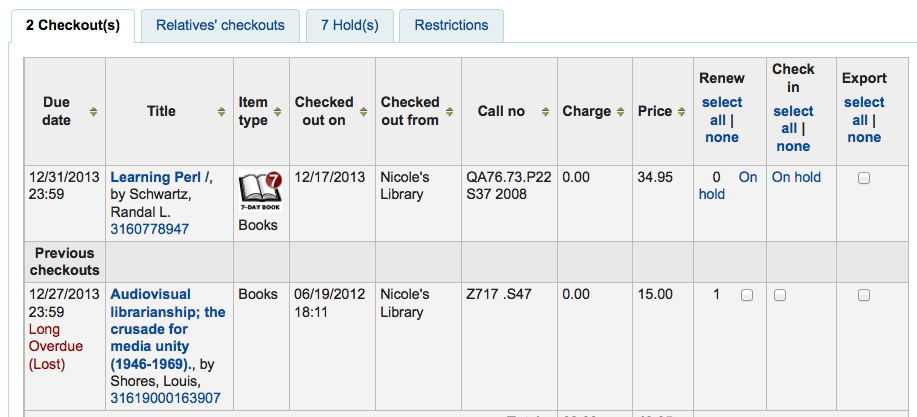 2 Checkout(s) Relatives' checkouts 7 Hold(s) Restrictions
Due date Title Item type Checked out on Checked out from Call no Charge Price Renew select all | none Check in select all | none Export select all | none
12/31/2013 23:59 Learning Perl /, by Schwartz, Randal L. 3160778947 7 7-DAY BOOK Books 12/17/2013 Nicole's Library QA76.73.P22 S37 2008 0.00 34.95 0 On hold On hold
Previous checkouts
12/27/2013 23:59 Long Overdue (Lost) Audiovisual librarianship; the crusade for media unity (1946-1969)., by Shores, Louis, 31619000163907 Books 06/19/2012 18:11 Nicole's Library Z717 .S47 0.00 15.00 1